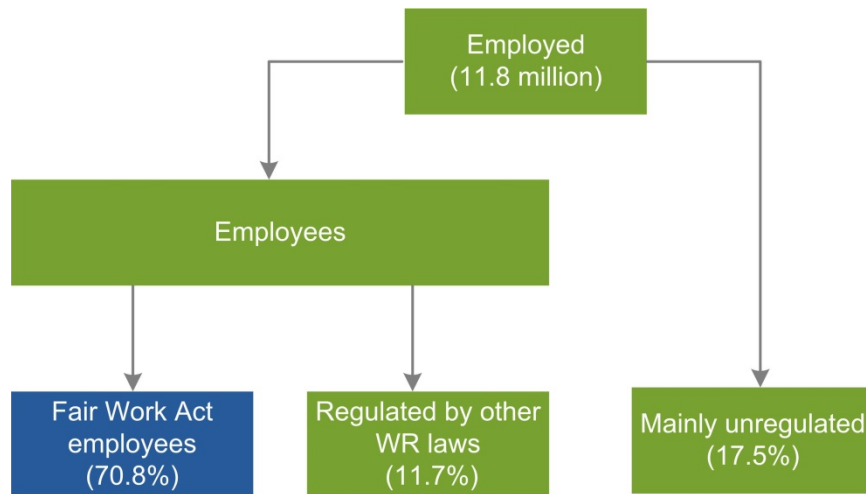 Employed
(11.8 million)
Employees
Fair Work Act
employees
(70.8%)
Regulated by other
WR laws
(11.7%)
Mainly unregulated
(17.5%)